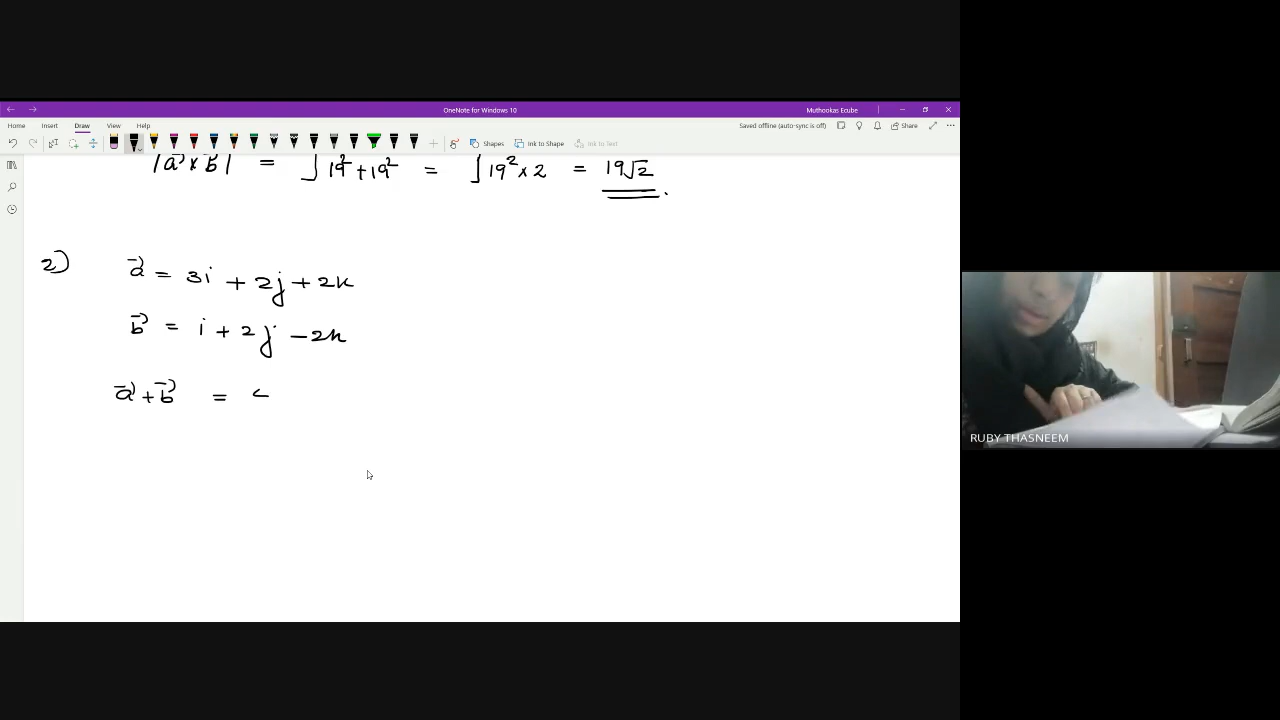 OneNote for Windows 10
Muthookas Ecube
Home Insert Draw View Help
Saved offline (auto-sync is off)
Share
Shapes
Ink to Shape
Ink to Text
|a⃗ × b⃗| = √19² + 19² = √19² × 2 = 19√2.
2) a⃗ = 3i + 2j + 2k
b⃗ = i + 2j − 2k
a⃗ + b⃗ =
RUBY THASNEEM